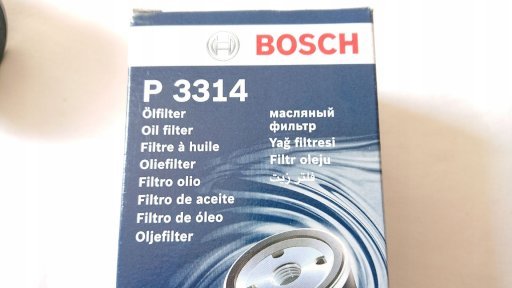 BOSCH
P 3314
Ölfilter
Oil filter
Filtre à huile
Oliefilter
Filtro olio
Filtro de aceite
Filtro de óleo
Oljefilter
масляный
фильтр
Yağ filtresi
Filtr oleju
فلتر زيت